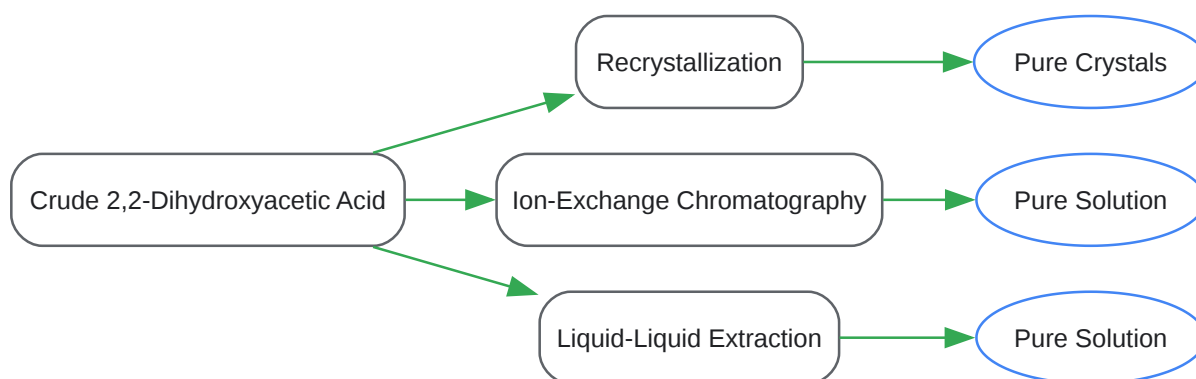 Recrystallization
Pure Crystals
Crude 2,2-Dihydroxyacetic Acid
Ion-Exchange Chromatography
Pure Solution
Liquid-Liquid Extraction
Pure Solution